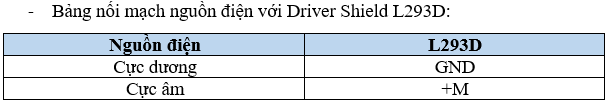 - Bảng nối mạch nguồn điện với Driver Shield L293D:
Nguồn điện L293D
Cực dương GND
Cực âm +M